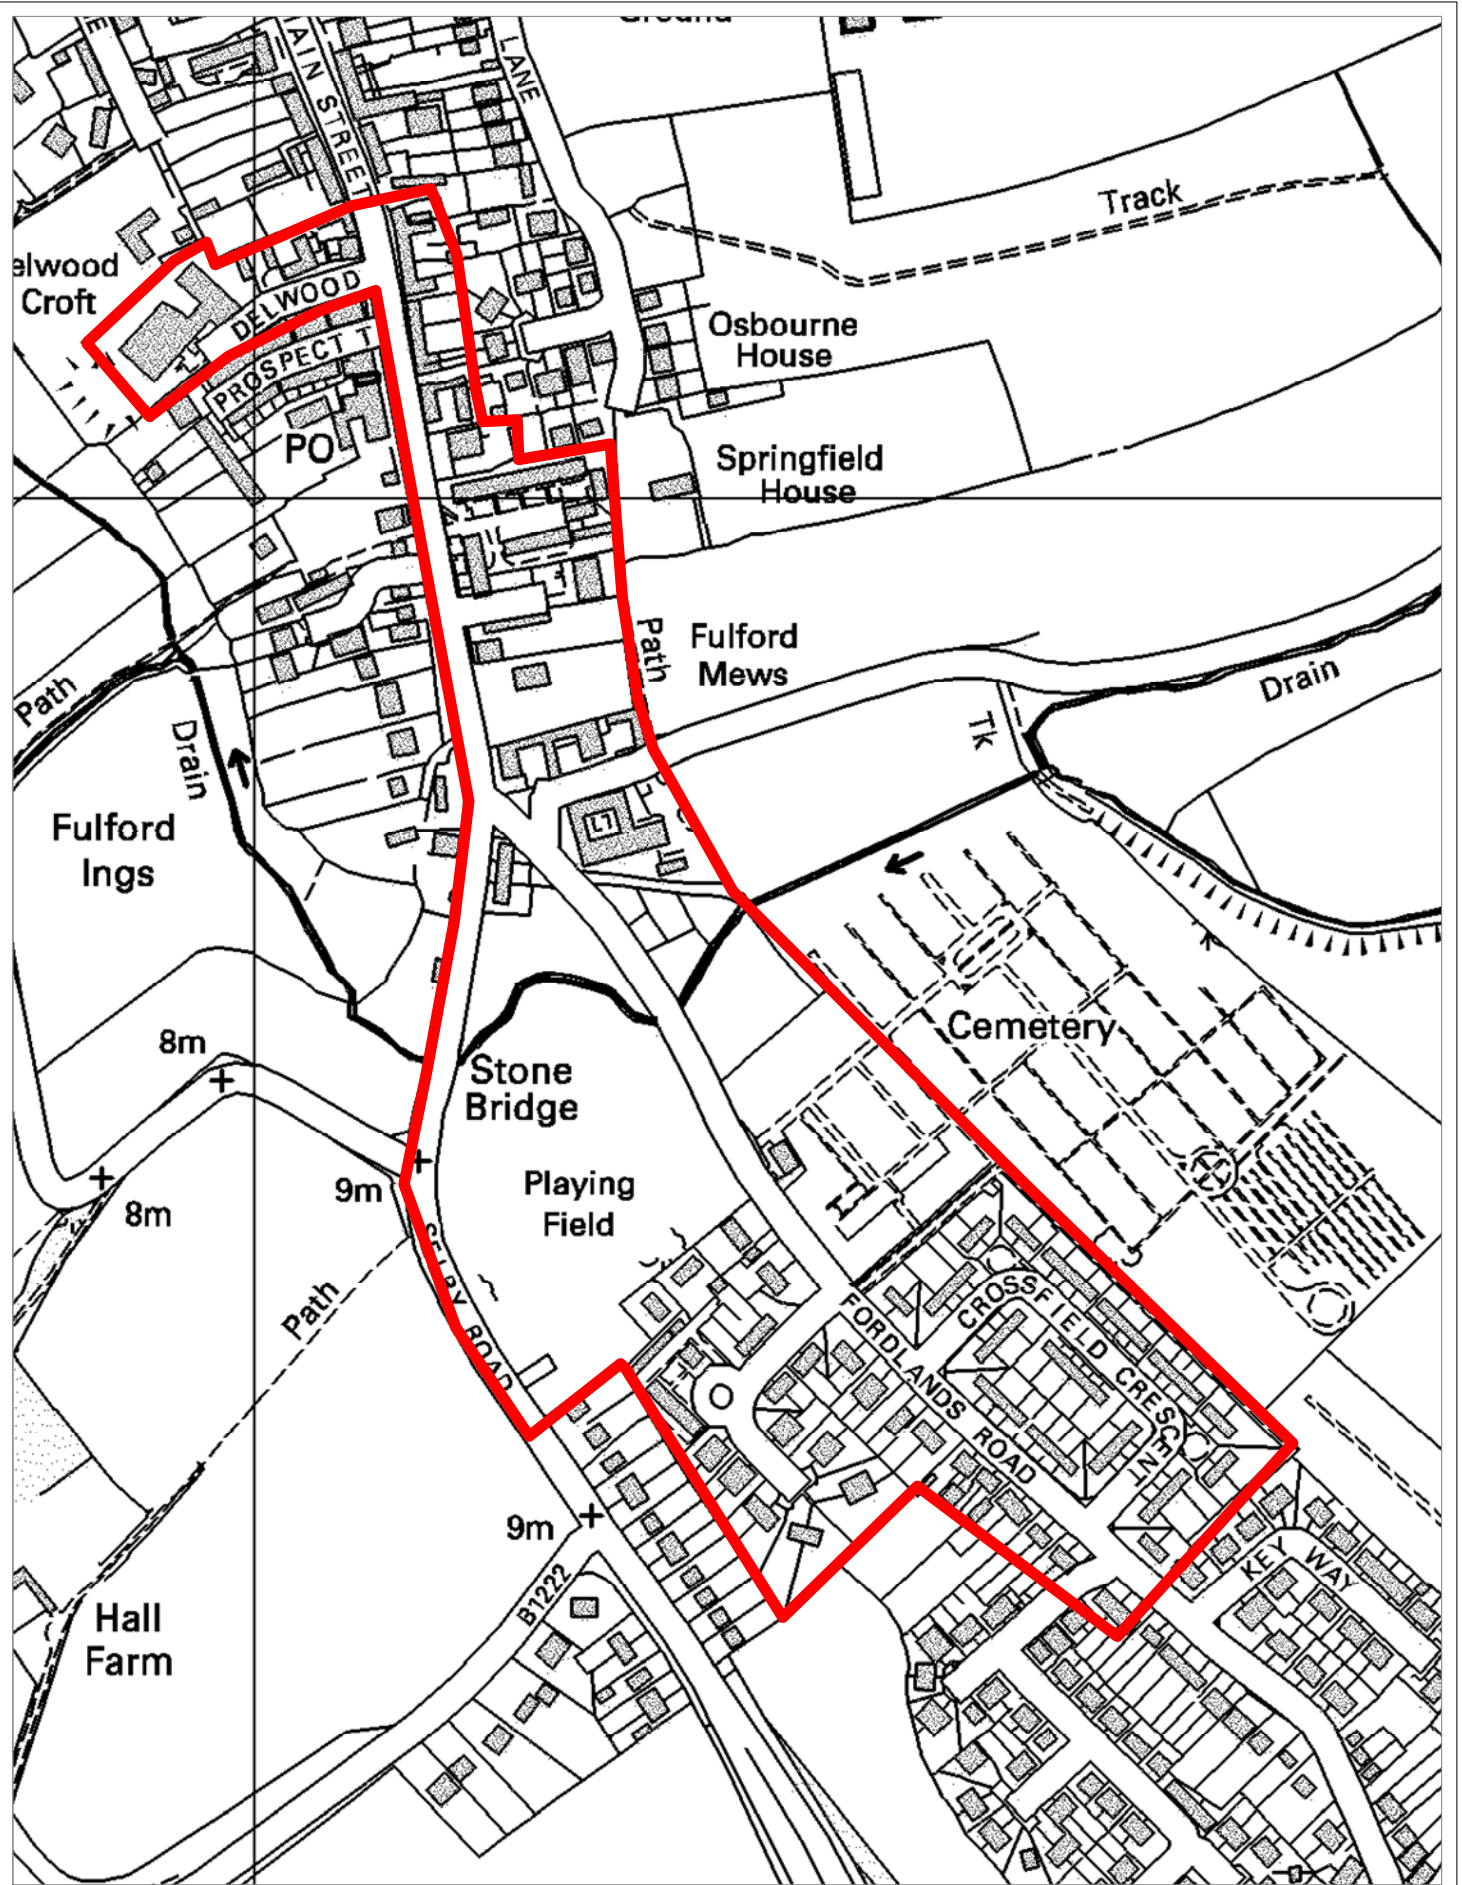 AIN STREET
LANE
Track
elwood
Croft
DELWOOD
PROSPECT T
Osbourne
House
PO
Springfield
House
Path
Fulford
Mews
Path
Drain
Drain
Tk
LT
Fulford
Ings
Cemetery
8m
Stone
Bridge
9m
8m
Playing
Field
SELBY ROAD
Path
FORDLANDS ROAD
CROSSFIELD CRESCENT
9m
B1222
KEY WAY
Hall
Farm